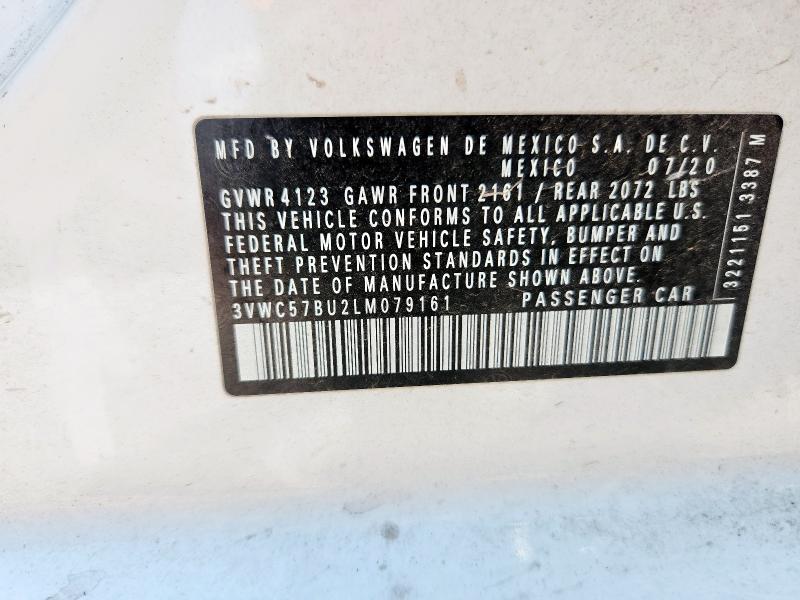 MFD BY VOLKSWAGEN DE MEXICO S.A. DE C.V.
MEXICO 07/20
GVWR 4123 GAWR FRONT 2161 / REAR 2072 LBS
THIS VEHICLE CONFORMS TO ALL APPLICABLE U.S.
FEDERAL MOTOR VEHICLE SAFETY, BUMPER AND
THEFT PREVENTION STANDARDS IN EFFECT ON
THE DATE OF MANUFACTURE SHOWN ABOVE.
3VWC57BU2LM079161 PASSENGER CAR
3221151 3387 M